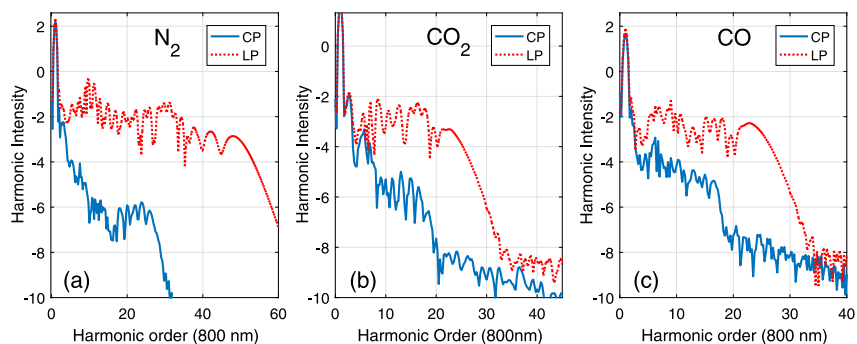 N2
CP
LP
2
0
-2
-4
-6
-8
-10
0
20
40
60
Harmonic Intensity
Harmonic order (800 nm)
(a)
CO2
CP
LP
0
-2
-4
-6
-8
-10
0
10
20
30
40
Harmonic Intensity
Harmonic Order (800nm)
(b)
CO
CP
LP
2
0
-2
-4
-6
-8
-10
0
10
20
30
40
Harmonic Intensity
Harmonic order (800 nm)
(c)